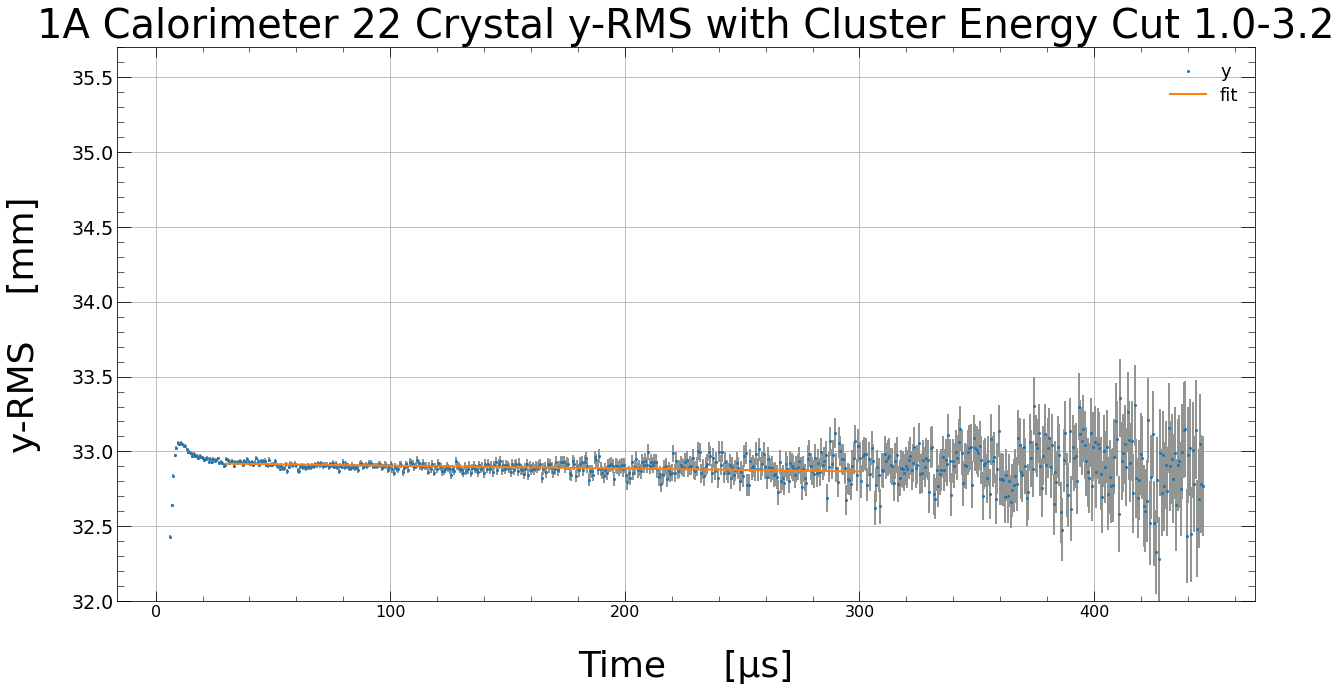 1A Calorimeter 22 Crystal y-RMS with Cluster Energy Cut 1.0-3.2
y
fit
35.5
35.0
34.5
34.0
33.5
33.0
32.5
32.0
y-RMS [mm]
0 100 200 300 400
Time [μs]